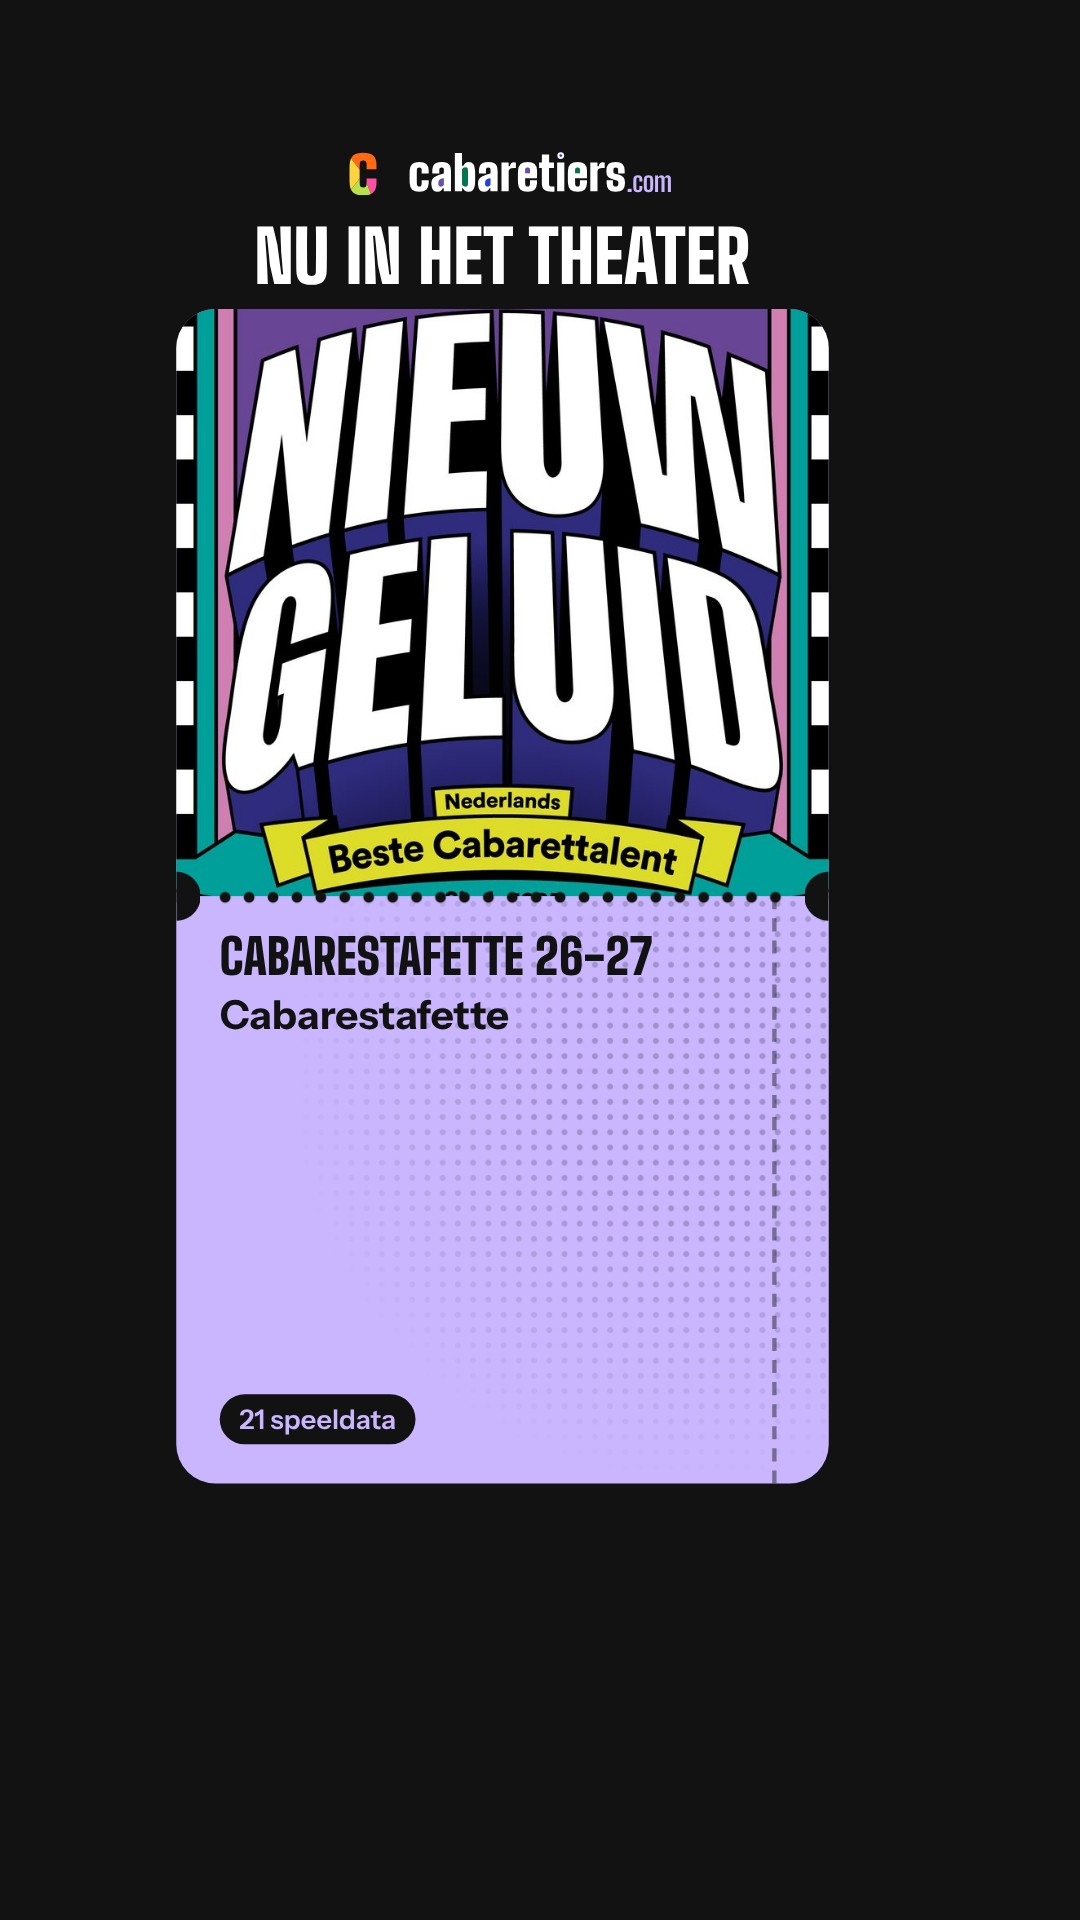 cabaretiers.com
NU IN HET THEATER
NIEUW
GELUID
Nederlands
Beste Cabarettalent
CABARESTAFETTE 26-27
Cabarestafette
21 speeldata